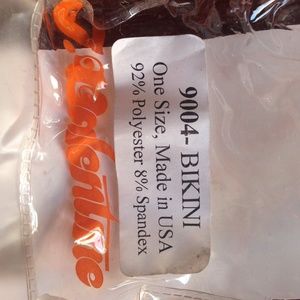 9004- BIKINI
One Size, Made in USA
92% Polyester 8% Spandex